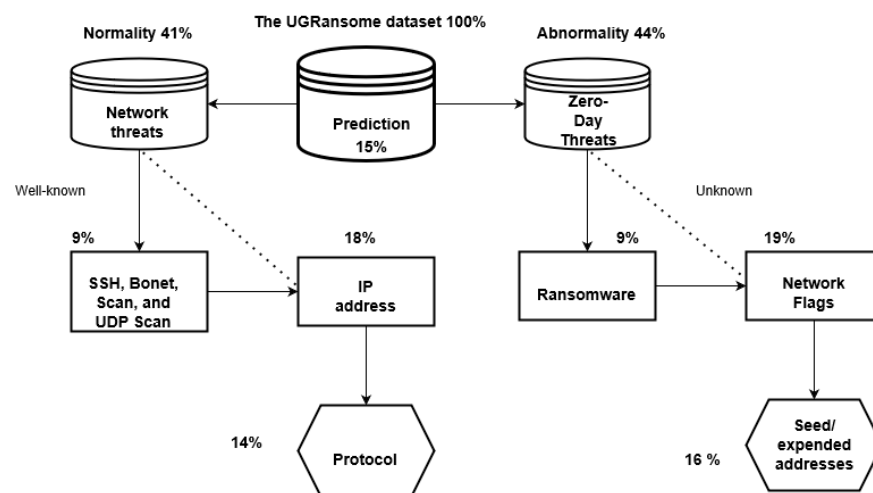 The UGRansome dataset 100%
Normality 41%
Abnormality 44%
Network
threats
Prediction
15%
Zero-
Day
Threats
Well-known
Unknown
9%
18%
9%
19%
SSH, Bonet,
Scan, and
UDP Scan
IP
address
Ransomware
Network
Flags
14%
Protocol
16 %
Seed/
expended
addresses